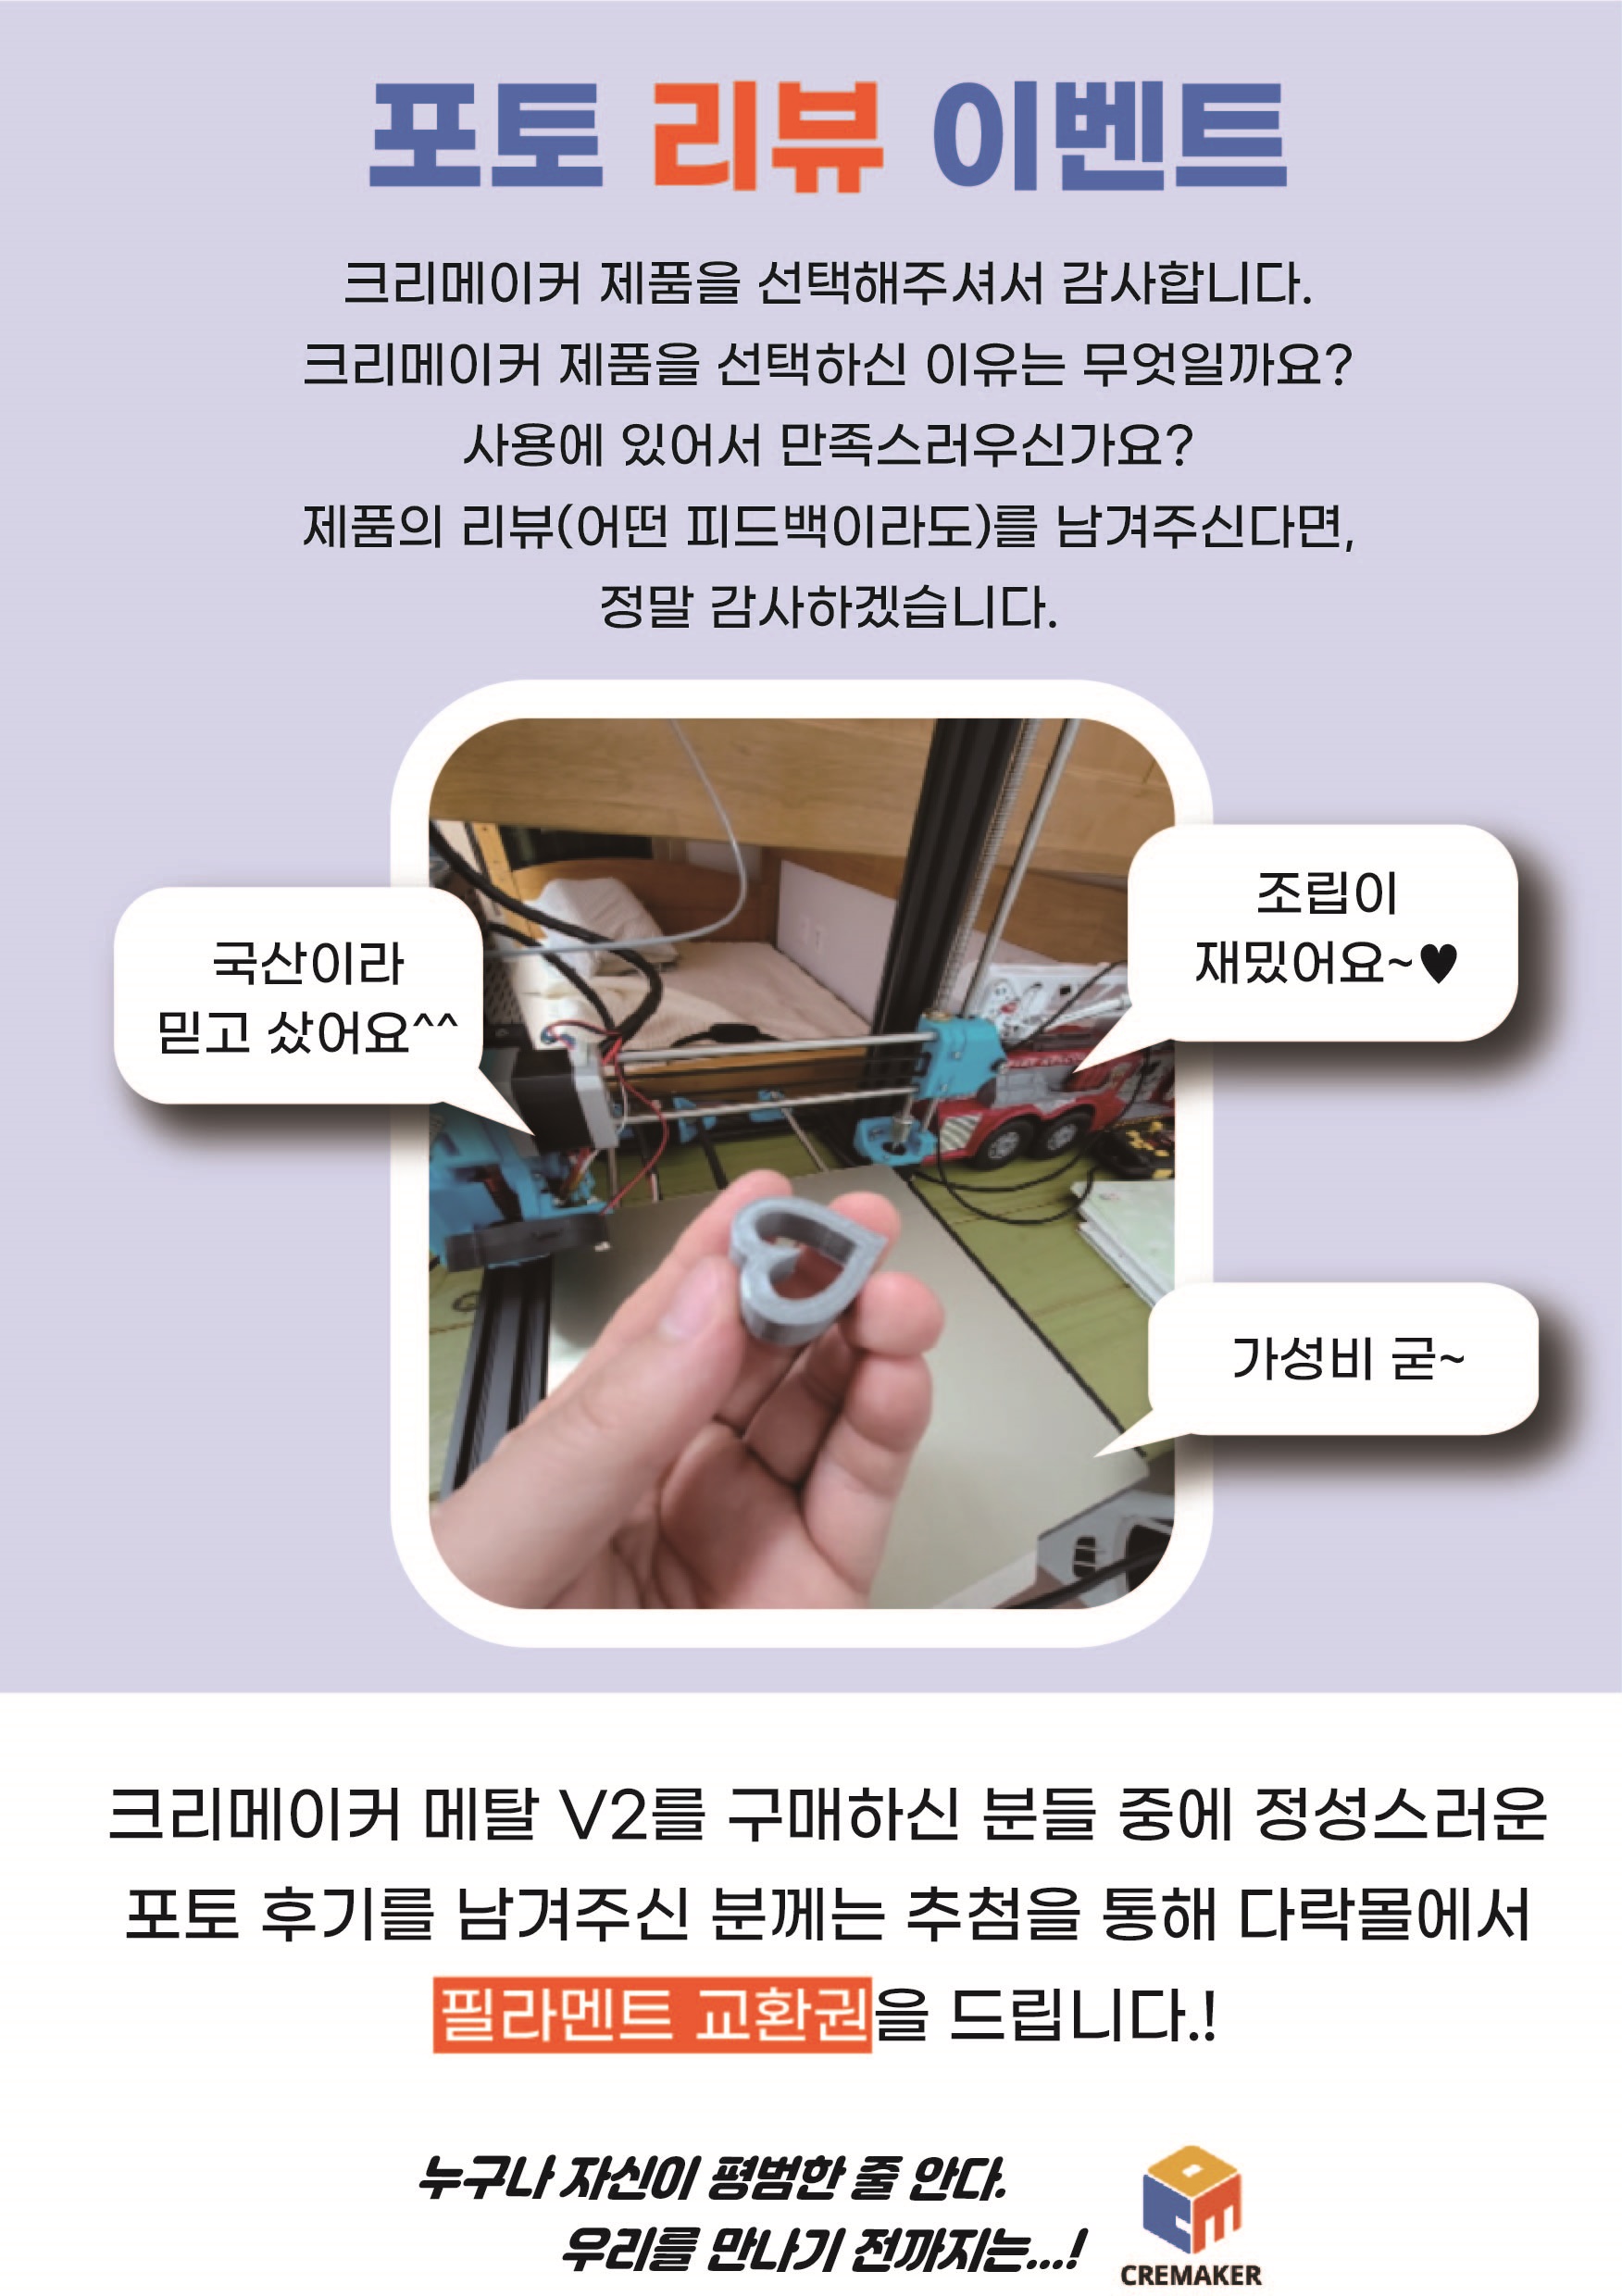 포토 리뷰 이벤트
크리메이커 제품을 선택해주셔서 감사합니다.
크리메이커 제품을 선택하신 이유는 무엇일까요?
사용에 있어서 만족스러우신가요?
제품의 리뷰(어떤 피드백이라도)를 남겨주신다면,
정말 감사하겠습니다.
국산이라
믿고 샀어요^^
조립이
재밌어요~♥
가성비 굳~
크리메이커 메탈 V2를 구매하신 분들 중에 정성스러운
포토 후기를 남겨주신 분께는 추첨을 통해 다락몰에서
필라멘트 교환권을 드립니다.!
누구나 자신이 평범한 줄 안다.
우리를 만나기 전까지는...!
CREMAKER